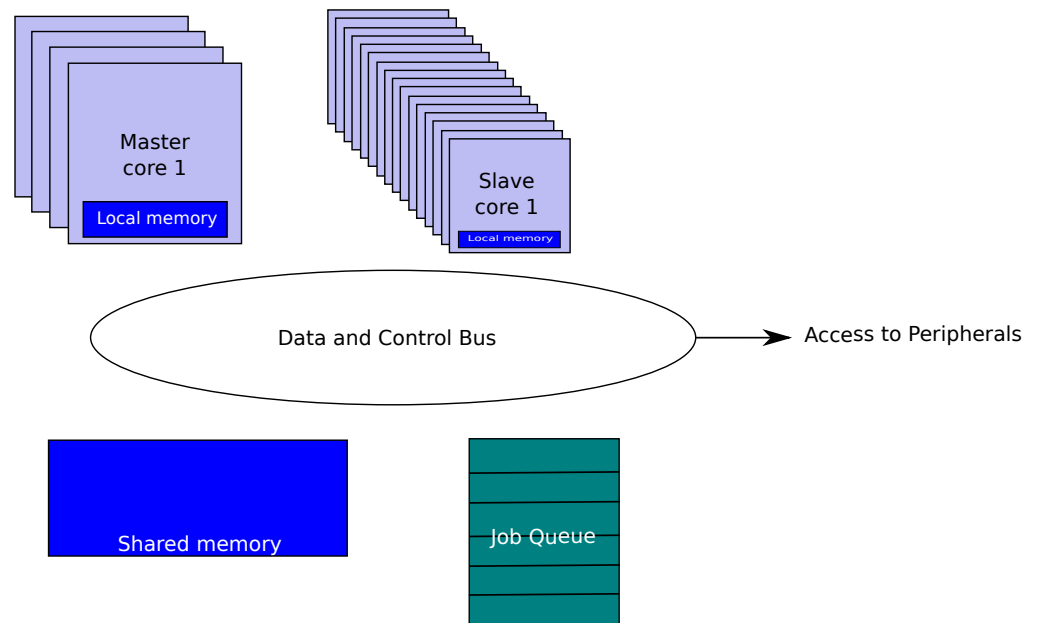 Master
core 1
Local memory
Slave
core 1
Local memory
Data and Control Bus
Access to Peripherals
Shared memory
Job Queue